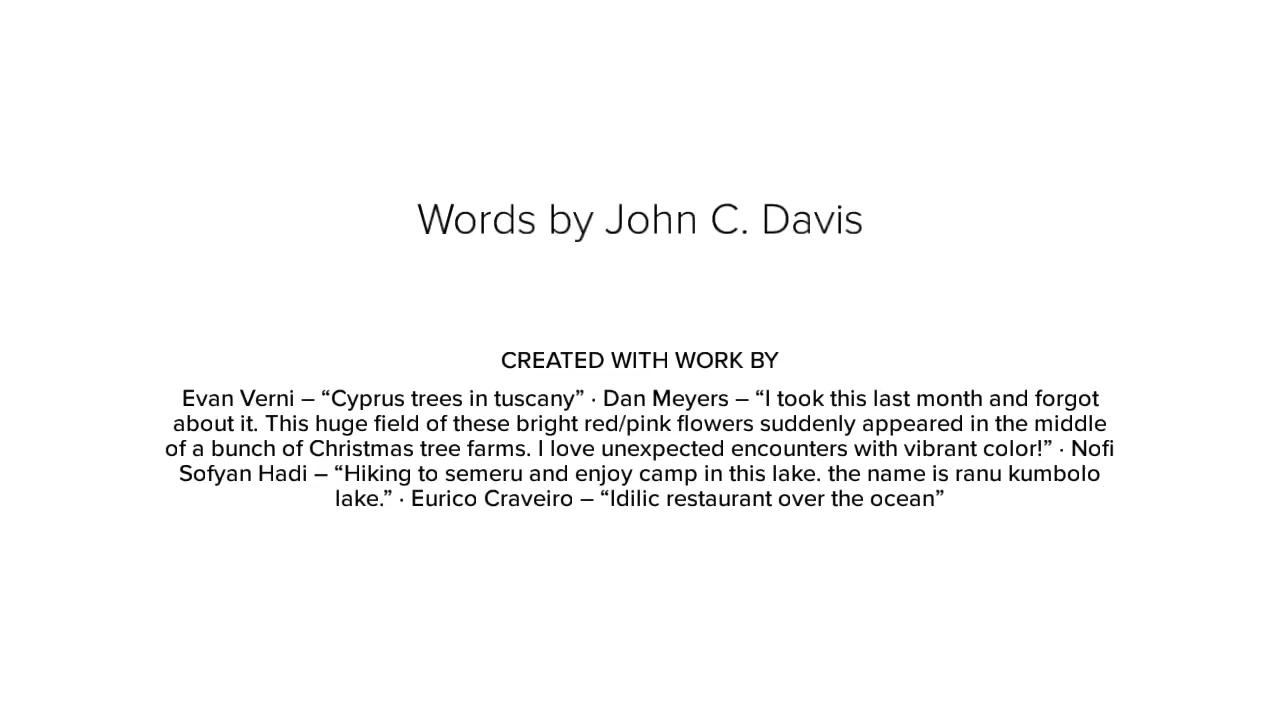 Words by John C. Davis
CREATED WITH WORK BY
Evan Verni – “Cyprus trees in tuscany” · Dan Meyers – “I took this last month and forgot
about it. This huge field of these bright red/pink flowers suddenly appeared in the middle
of a bunch of Christmas tree farms. I love unexpected encounters with vibrant color!” · Nofi
Sofyan Hadi – “Hiking to semeru and enjoy camp in this lake. the name is ranu kumbolo
lake.” · Eurico Craveiro – “Idilic restaurant over the ocean”